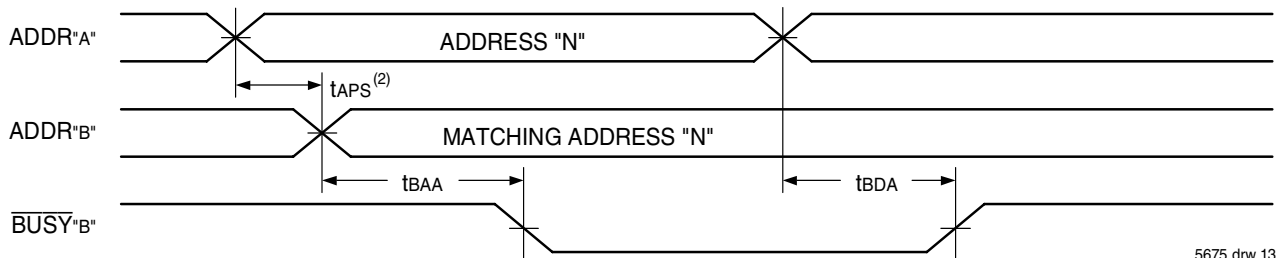 ADDR"A"
ADDRESS "N"
tAPS(2)
ADDR"B"
MATCHING ADDRESS "N"
tBAA
tBDA
BUSY"B"
5675 drw 13